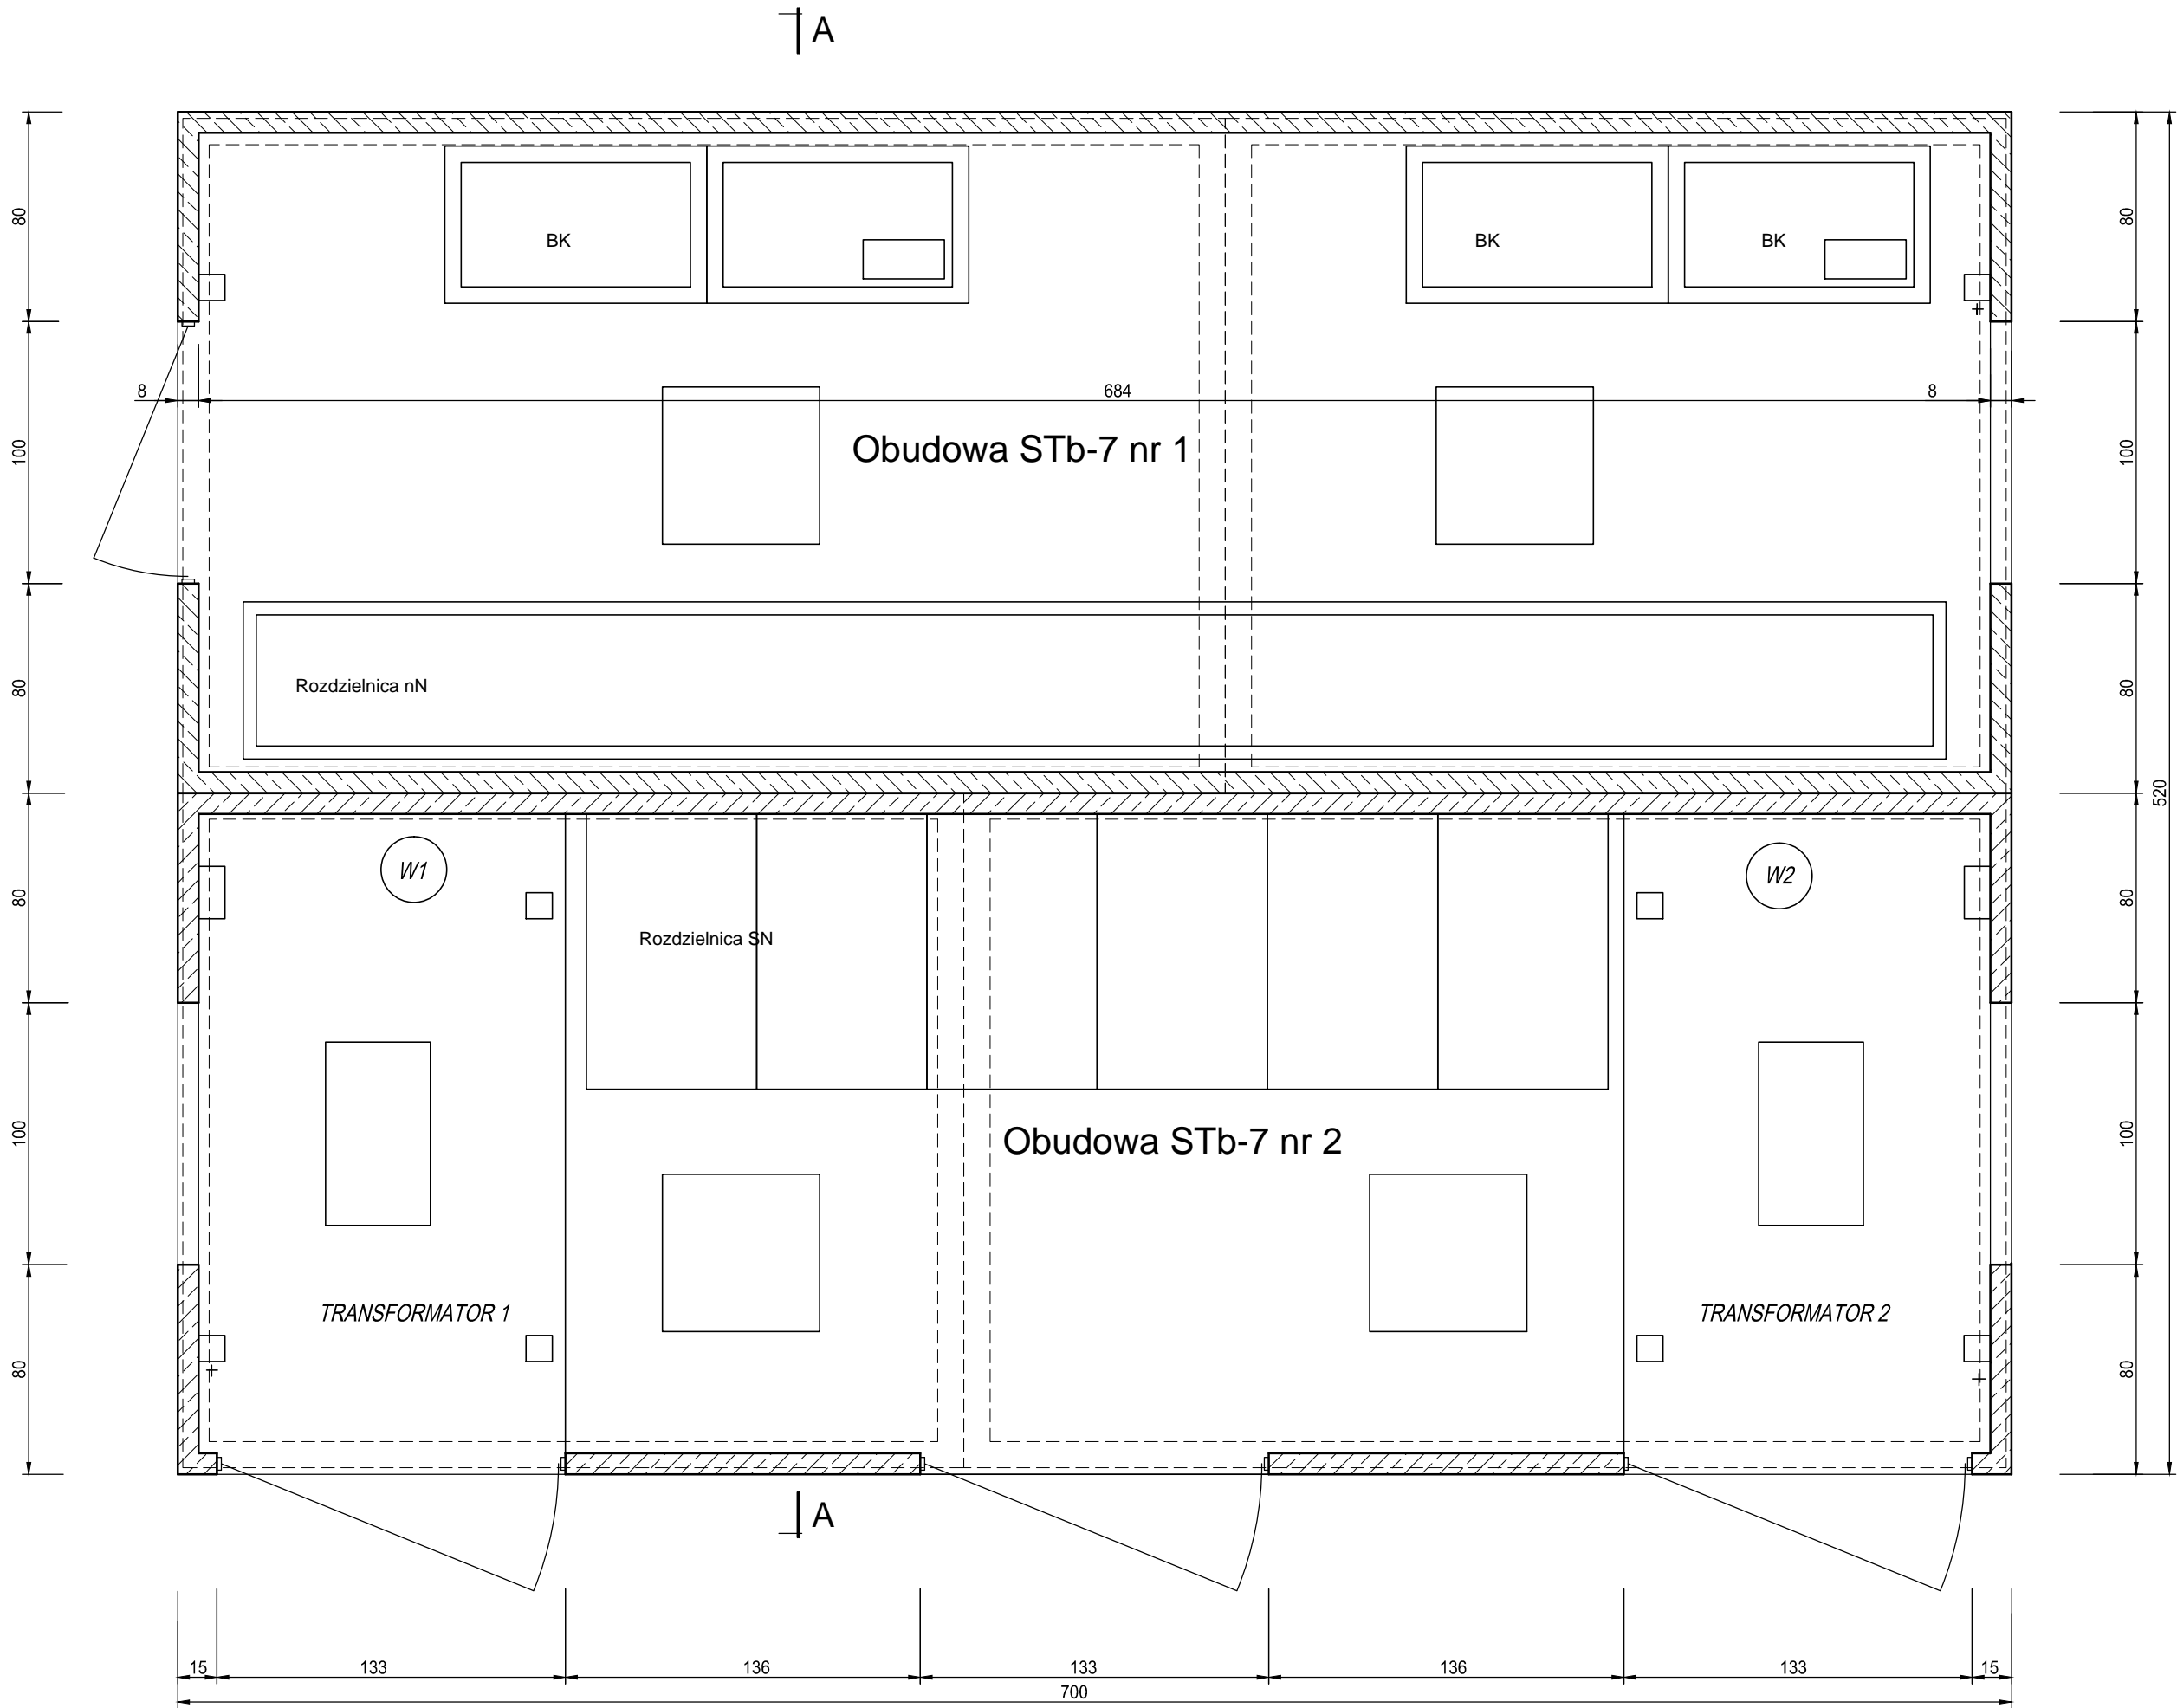 A
80
80
BK
BK
BK
8
684
8
100
100
Obudowa STb-7 nr 1
80
Rozdzielnica nN
80
520
W1
W2
80
Rozdzielnica SN
80
100
Obudowa STb-7 nr 2
100
TRANSFORMATOR 1
TRANSFORMATOR 2
80
80
A
15
133
136
133
136
133
15
700